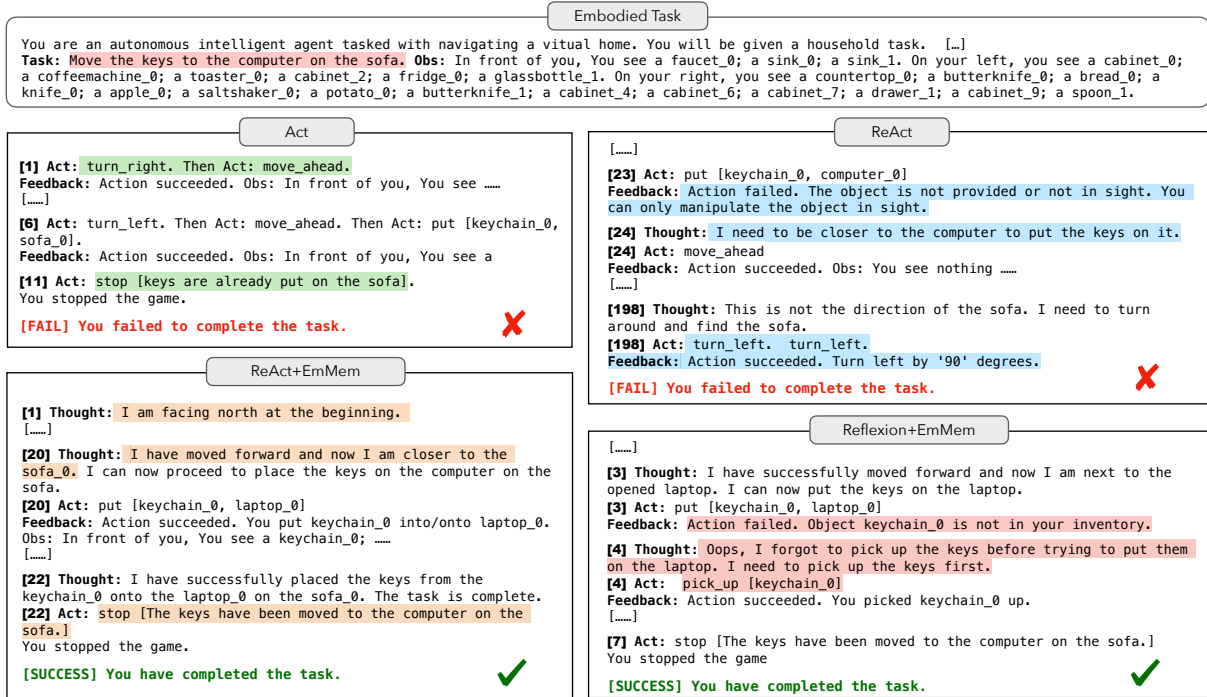 Embodied Task
You are an autonomous intelligent agent tasked with navigating a vitual home. You will be given a household task. […]
Task: Move the keys to the computer on the sofa. Obs: In front of you, You see a faucet_0; a sink_0; a sink_1. On your left, you see a cabinet_0;
a coffeemachine_0; a toaster_0; a cabinet_2; a fridge_0; a glassbottle_1. On your right, you see a countertop_0; a butterknife_0; a bread_0; a
knife_0; a apple_0; a saltshaker_0; a potato_0; a butterknife_1; a cabinet_4; a cabinet_6; a cabinet_7; a drawer_1; a cabinet_9; a spoon_1.
Act
[1] Act: turn_right. Then Act: move_ahead.
Feedback: Action succeeded. Obs: In front of you, You see ……
[……]
[6] Act: turn_left. Then Act: move_ahead. Then Act: put [keychain_0,
sofa_0].
Feedback: Action succeeded. Obs: In front of you, You see a
[11] Act: stop [keys are already put on the sofa].
You stopped the game.
[FAIL] You failed to complete the task.
✘
ReAct
[……]
[23] Act: put [keychain_0, computer_0]
Feedback: Action failed. The object is not provided or not in sight. You
can only manipulate the object in sight.
[24] Thought: I need to be closer to the computer to put the keys on it.
[24] Act: move_ahead
Feedback: Action succeeded. Obs: You see nothing ……
[……]
[198] Thought: This is not the direction of the sofa. I need to turn
around and find the sofa.
[198] Act: turn_left. turn_left.
Feedback: Action succeeded. Turn left by '90' degrees.
[FAIL] You failed to complete the task.
✘
ReAct+EmMem
[1] Thought: I am facing north at the beginning.
[……]
[20] Thought: I have moved forward and now I am closer to the
sofa_0. I can now proceed to place the keys on the computer on the
sofa.
[20] Act: put [keychain_0, laptop_0]
Feedback: Action succeeded. You put keychain_0 into/onto laptop_0.
Obs: In front of you, You see a keychain_0; ……
[……]
[22] Thought: I have successfully placed the keys from the
keychain_0 onto the laptop_0 on the sofa_0. The task is complete.
[22] Act: stop [The keys have been moved to the computer on the
sofa.]
You stopped the game.
[SUCCESS] You have completed the task.
✓
Reflexion+EmMem
[……]
[3] Thought: I have successfully moved forward and now I am next to the
opened laptop. I can now put the keys on the laptop.
[3] Act: put [keychain_0, laptop_0]
Feedback: Action failed. Object keychain_0 is not in your inventory.
[4] Thought: Oops, I forgot to pick up the keys before trying to put them
on the laptop. I need to pick up the keys first.
[4] Act: pick_up [keychain_0]
Feedback: Action succeeded. You picked keychain_0 up.
[……]
[7] Act: stop [The keys have been moved to the computer on the sofa.]
You stopped the game
[SUCCESS] You have completed the task.
✓